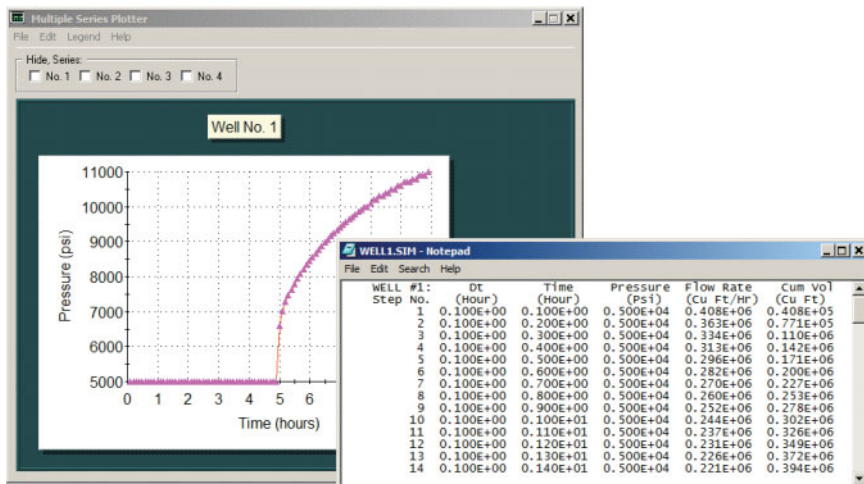 Multiple Series Plotter
File Edit Legend Help
Hide, Series:
No. 1 No. 2 No. 3 No. 4
Well No. 1
11000
10000
9000
8000
7000
6000
5000
Pressure (psi)
0 1 2 3 4 5 6
Time (hours)
WELL1.SIM - Notepad
File Edit Search Help
WELL #1: Dt Time Pressure Flow Rate Cum Vol
Step No. (Hour) (Hour) (Psi) (Cu Ft/Hr) (Cu Ft)
1 0.100E+00 0.100E+00 0.500E+04 0.408E+06 0.408E+05
2 0.100E+00 0.200E+00 0.500E+04 0.363E+06 0.771E+05
3 0.100E+00 0.300E+00 0.500E+04 0.334E+06 0.110E+06
4 0.100E+00 0.400E+00 0.500E+04 0.313E+06 0.142E+06
5 0.100E+00 0.500E+00 0.500E+04 0.296E+06 0.171E+06
6 0.100E+00 0.600E+00 0.500E+04 0.282E+06 0.200E+06
7 0.100E+00 0.700E+00 0.500E+04 0.270E+06 0.227E+06
8 0.100E+00 0.800E+00 0.500E+04 0.260E+06 0.253E+06
9 0.100E+00 0.900E+00 0.500E+04 0.252E+06 0.278E+06
10 0.100E+00 0.100E+01 0.500E+04 0.244E+06 0.302E+06
11 0.100E+00 0.110E+01 0.500E+04 0.237E+06 0.326E+06
12 0.100E+00 0.120E+01 0.500E+04 0.231E+06 0.349E+06
13 0.100E+00 0.130E+01 0.500E+04 0.226E+06 0.372E+06
14 0.100E+00 0.140E+01 0.500E+04 0.221E+06 0.394E+06